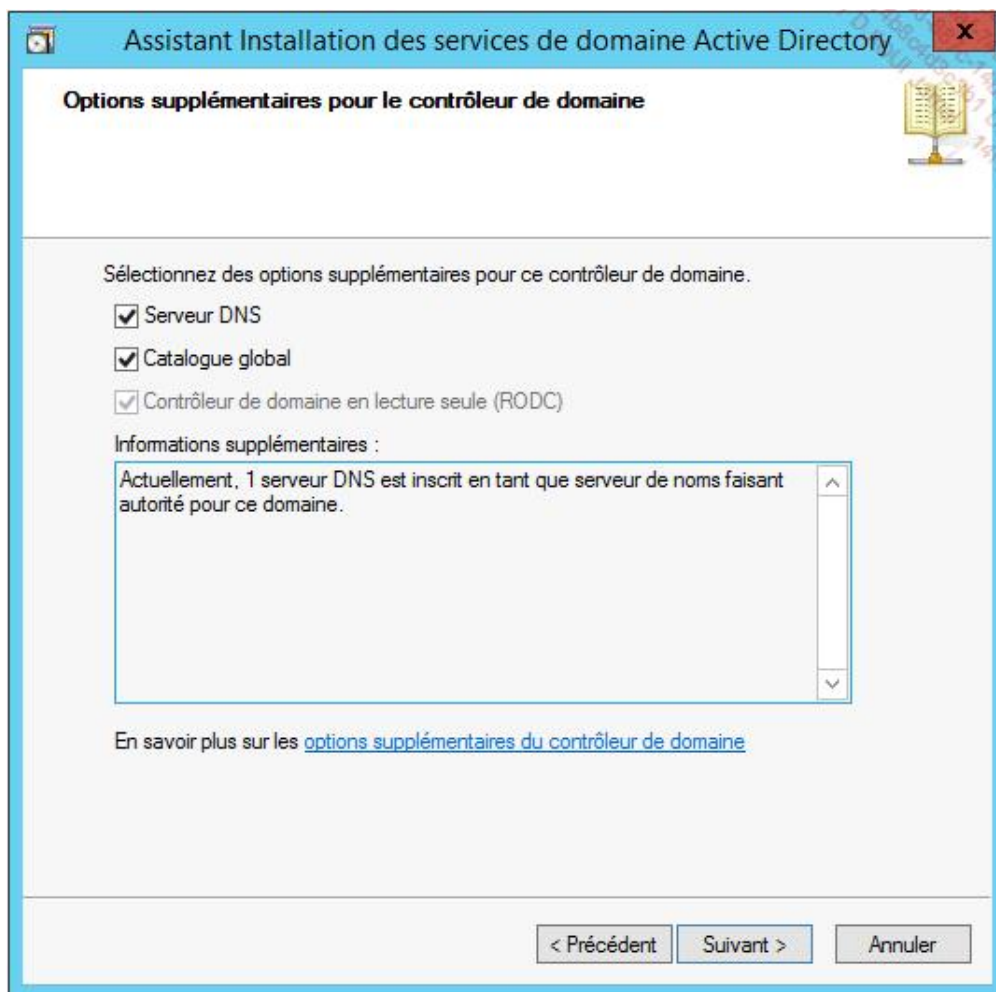 Assistant Installation des services de domaine Active Directory
Options supplémentaires pour le contrôleur de domaine
Sélectionnez des options supplémentaires pour ce contrôleur de domaine.
Serveur DNS
Catalogue global
Contrôleur de domaine en lecture seule (RODC)
Informations supplémentaires :
Actuellement, 1 serveur DNS est inscrit en tant que serveur de noms faisant
autorité pour ce domaine.
En savoir plus sur les options supplémentaires du contrôleur de domaine
< Précédent Suivant > Annuler